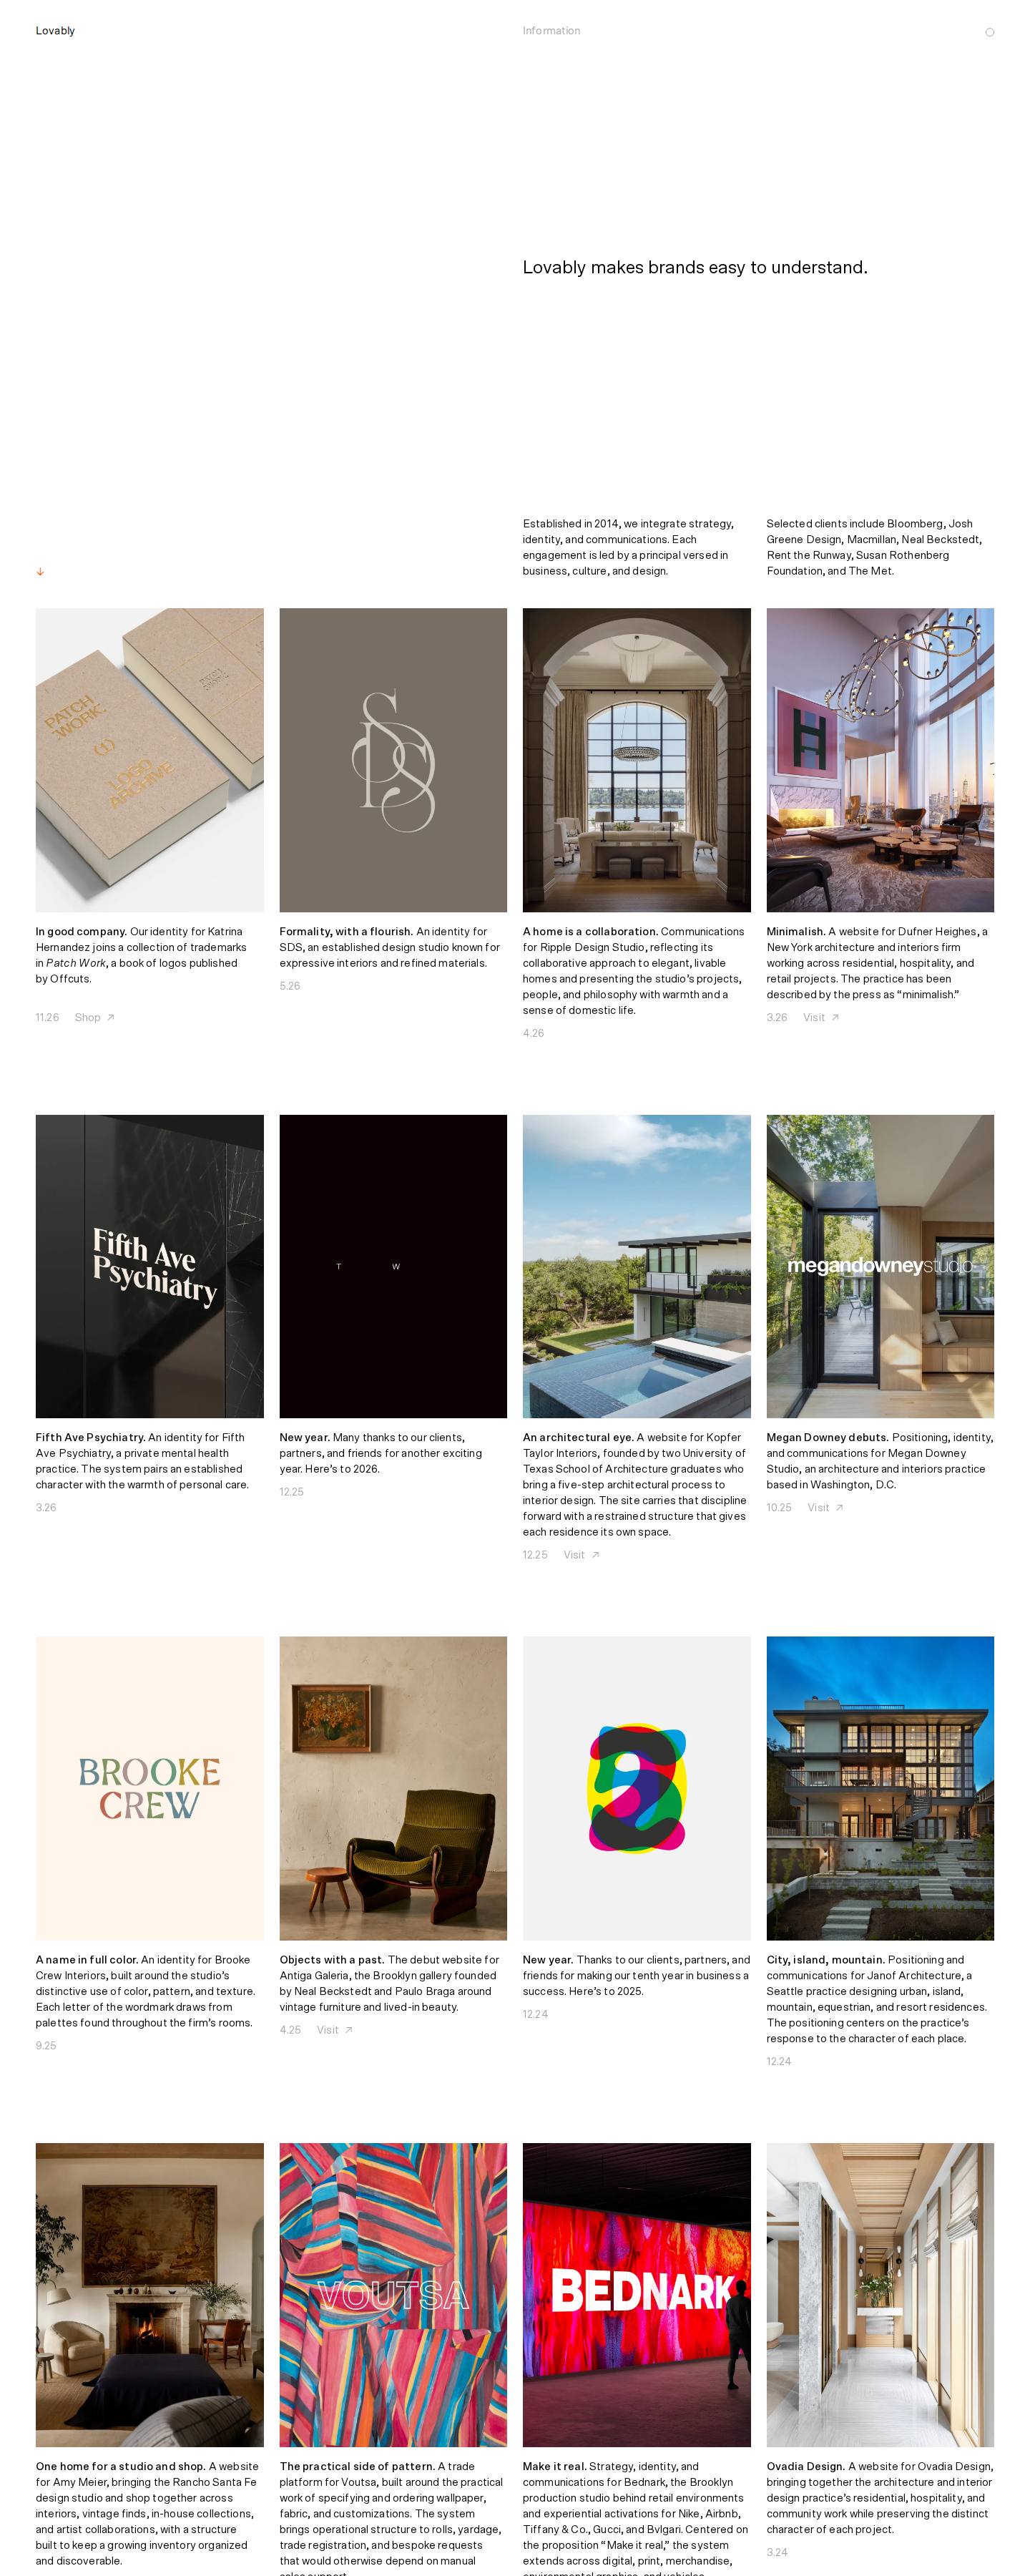 Lovably
Information
Lovably makes brands easy to understand.
Established in 2014, we integrate strategy,
identity, and communications. Each
engagement is led by a principal versed in
business, culture, and design.
Selected clients include Bloomberg, Josh
Greene Design, Macmillan, Neal Beckstedt,
Rent the Runway, Susan Rothenberg
Foundation, and The Met.
PATCH
-WORK:
(1)
LOGO
ARCHIVE
SDS
H
In good company. Our identity for Katrina
Hernandez joins a collection of trademarks
in Patch Work, a book of logos published
by Offcuts.
11.26 Shop ↗
Formality, with a flourish. An identity for
SDS, an established design studio known for
expressive interiors and refined materials.
5.26
A home is a collaboration. Communications
for Ripple Design Studio, reflecting its
collaborative approach to elegant, livable
homes and presenting the studio’s projects,
people, and philosophy with warmth and a
sense of domestic life.
4.26
Minimalish. A website for Dufner Heighes, a
New York architecture and interiors firm
working across residential, hospitality, and
retail projects. The practice has been
described by the press as “minimalish.”
3.26 Visit ↗
Fifth Ave
Psychiatry
T W
megandowneystudio
Fifth Ave Psychiatry. An identity for Fifth
Ave Psychiatry, a private mental health
practice. The system pairs an established
character with the warmth of personal care.
3.26
New year. Many thanks to our clients,
partners, and friends for another exciting
year. Here’s to 2026.
12.25
An architectural eye. A website for Kopfer
Taylor Interiors, founded by two University of
Texas School of Architecture graduates who
bring a five-step architectural process to
interior design. The site carries that discipline
forward with a restrained structure that gives
each residence its own space.
12.25 Visit ↗
Megan Downey debuts. Positioning, identity,
and communications for Megan Downey
Studio, an architecture and interiors practice
based in Washington, D.C.
10.25 Visit ↗
BROOKE
CREW
A name in full color. An identity for Brooke
Crew Interiors, built around the studio’s
distinctive use of color, pattern, and texture.
Each letter of the wordmark draws from
palettes found throughout the firm’s rooms.
9.25
Objects with a past. The debut website for
Antiga Galeria, the Brooklyn gallery founded
by Neal Beckstedt and Paulo Braga around
vintage furniture and lived-in beauty.
4.25 Visit ↗
New year. Thanks to our clients, partners, and
friends for making our tenth year in business a
success. Here’s to 2025.
12.24
City, island, mountain. Positioning and
communications for Janof Architecture, a
Seattle practice designing urban, island,
mountain, equestrian, and resort residences.
The positioning centers on the practice’s
response to the character of each place.
12.24
VOUTSA
BEDNARK
One home for a studio and shop. A website
for Amy Meier, bringing the Rancho Santa Fe
design studio and shop together across
interiors, vintage finds, in-house collections,
and artist collaborations, with a structure
built to keep a growing inventory organized
and discoverable.
The practical side of pattern. A trade
platform for Voutsa, built around the practical
work of specifying and ordering wallpaper,
fabric, and customizations. The system
brings operational structure to rolls, yardage,
trade registration, and bespoke requests
that would otherwise depend on manual
Make it real. Strategy, identity, and
communications for Bednark, the Brooklyn
production studio behind retail environments
and experiential activations for Nike, Airbnb,
Tiffany & Co., Gucci, and Bvlgari. Centered on
the proposition “Make it real,” the system
extends across digital, print, merchandise,
Ovadia Design. A website for Ovadia Design,
bringing together the architecture and interior
design practice’s residential, hospitality, and
community work while preserving the distinct
character of each project.
3.24